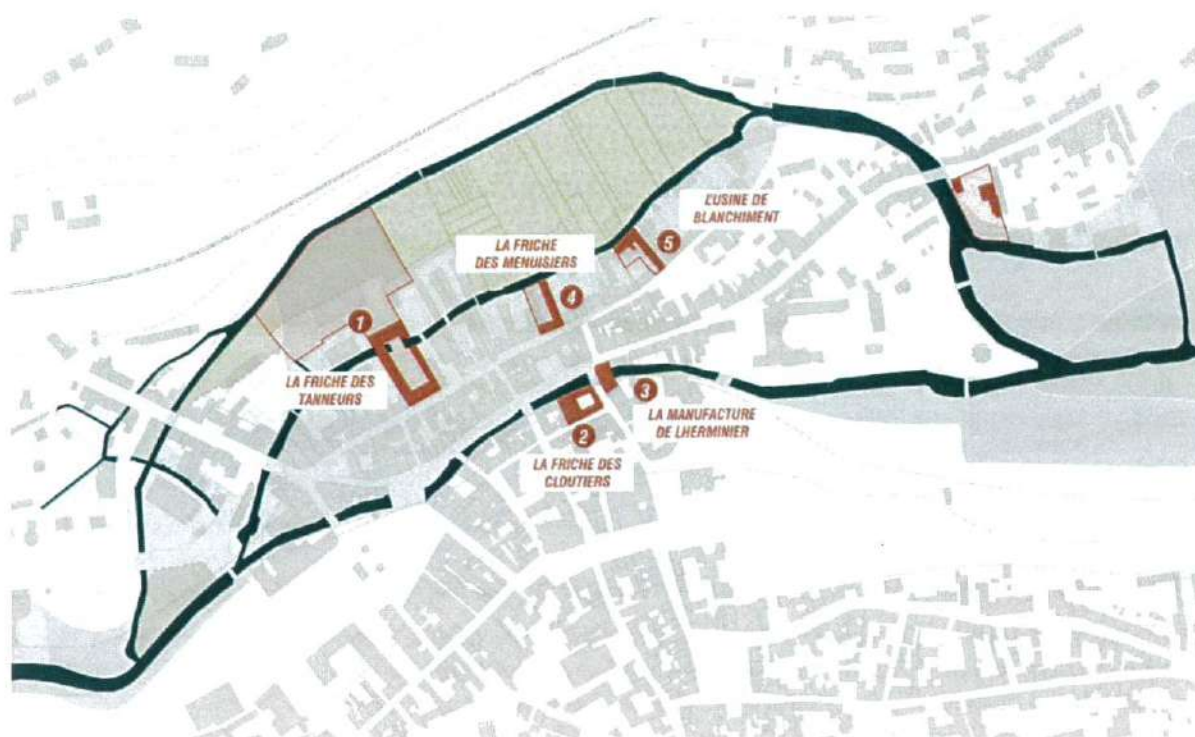 L'USINE DE
BLANCHIMENT
5
LA FRICHE
DES MENUISIERS
4
1
LA FRICHE DES
TANNEURS
3
LA MANUFACTURE
DE LHERMINIER
2
LA FRICHE DES
CLOUTIERS